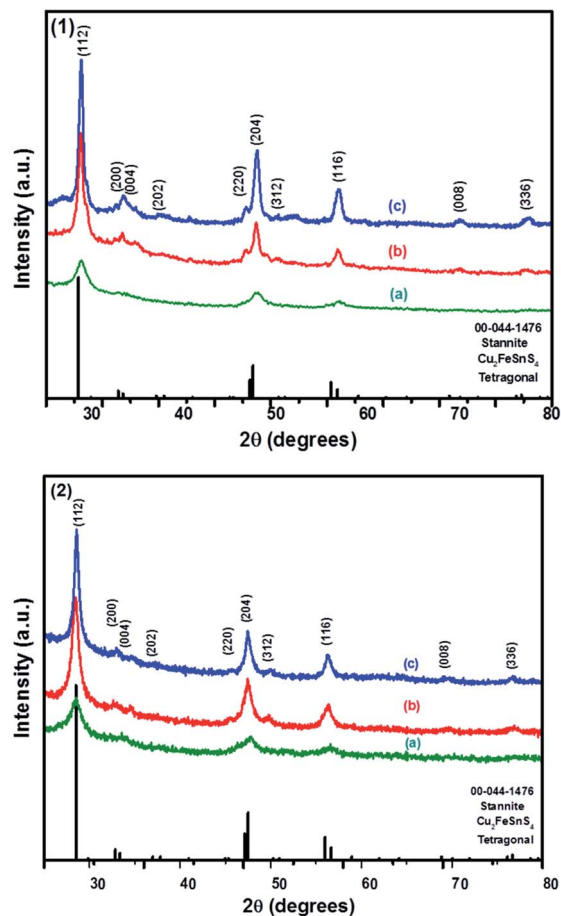 (1)
(112)
(200)
(004)
(202)
(220)
(204)
(312)
(116)
(008)
(336)
(c)
(b)
(a)
00-044-1476
Stannite
Cu₂FeSnS₄
Tetragonal
Intensity (a.u.)
30 40 50 60 70 80
2θ (degrees)
(2)
(112)
(200)
(004)
(202)
(220)
(204)
(312)
(116)
(008)
(336)
(c)
(b)
(a)
00-044-1476
Stannite
Cu₂FeSnS₄
Tetragonal
Intensity (a.u.)
30 40 50 60 70 80
2θ (degrees)